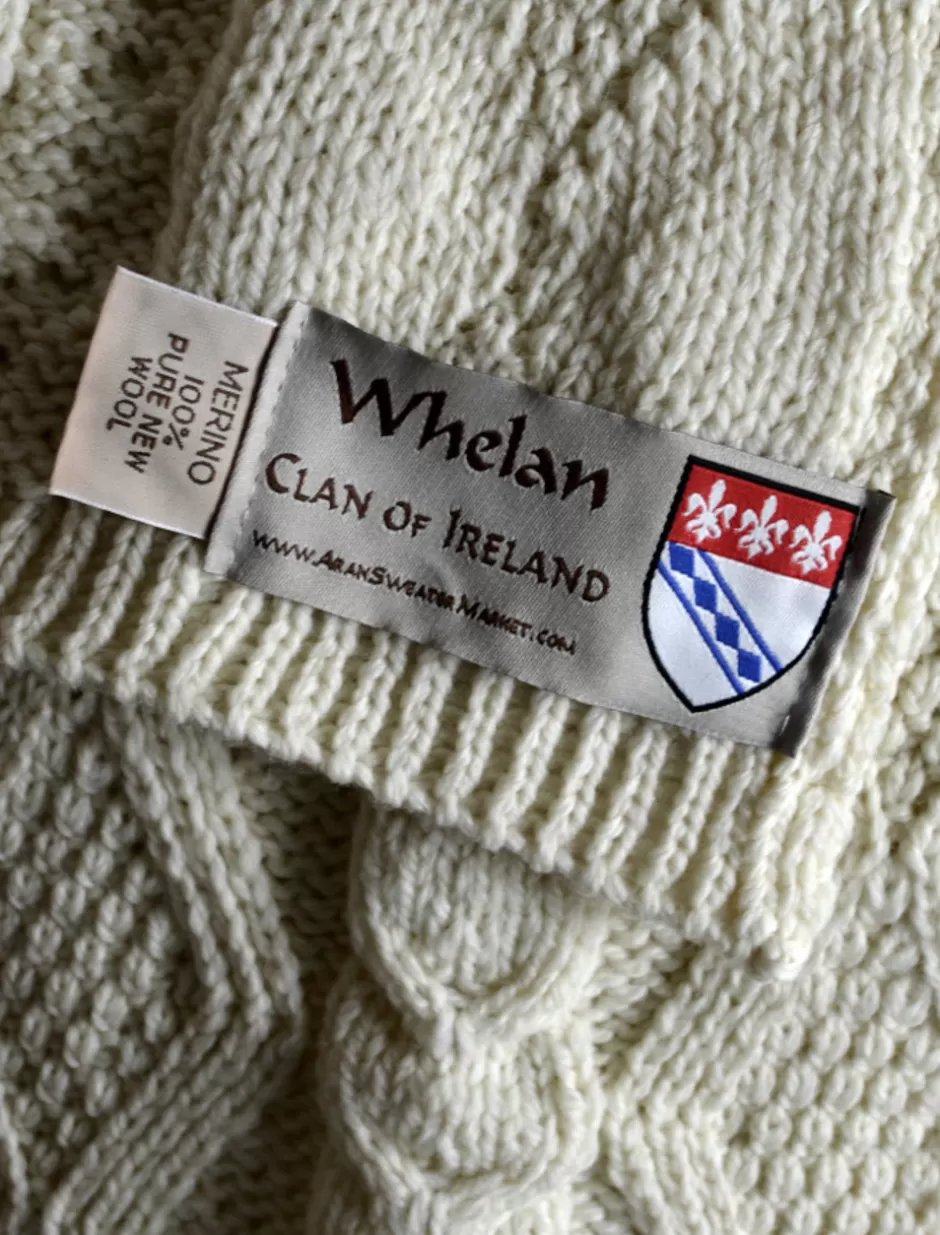 MERINO
100%
PURE NEW
WOOL
Whelan
CLAN OF IRELAND
WWW.ARANSWEATERMARKET.COM